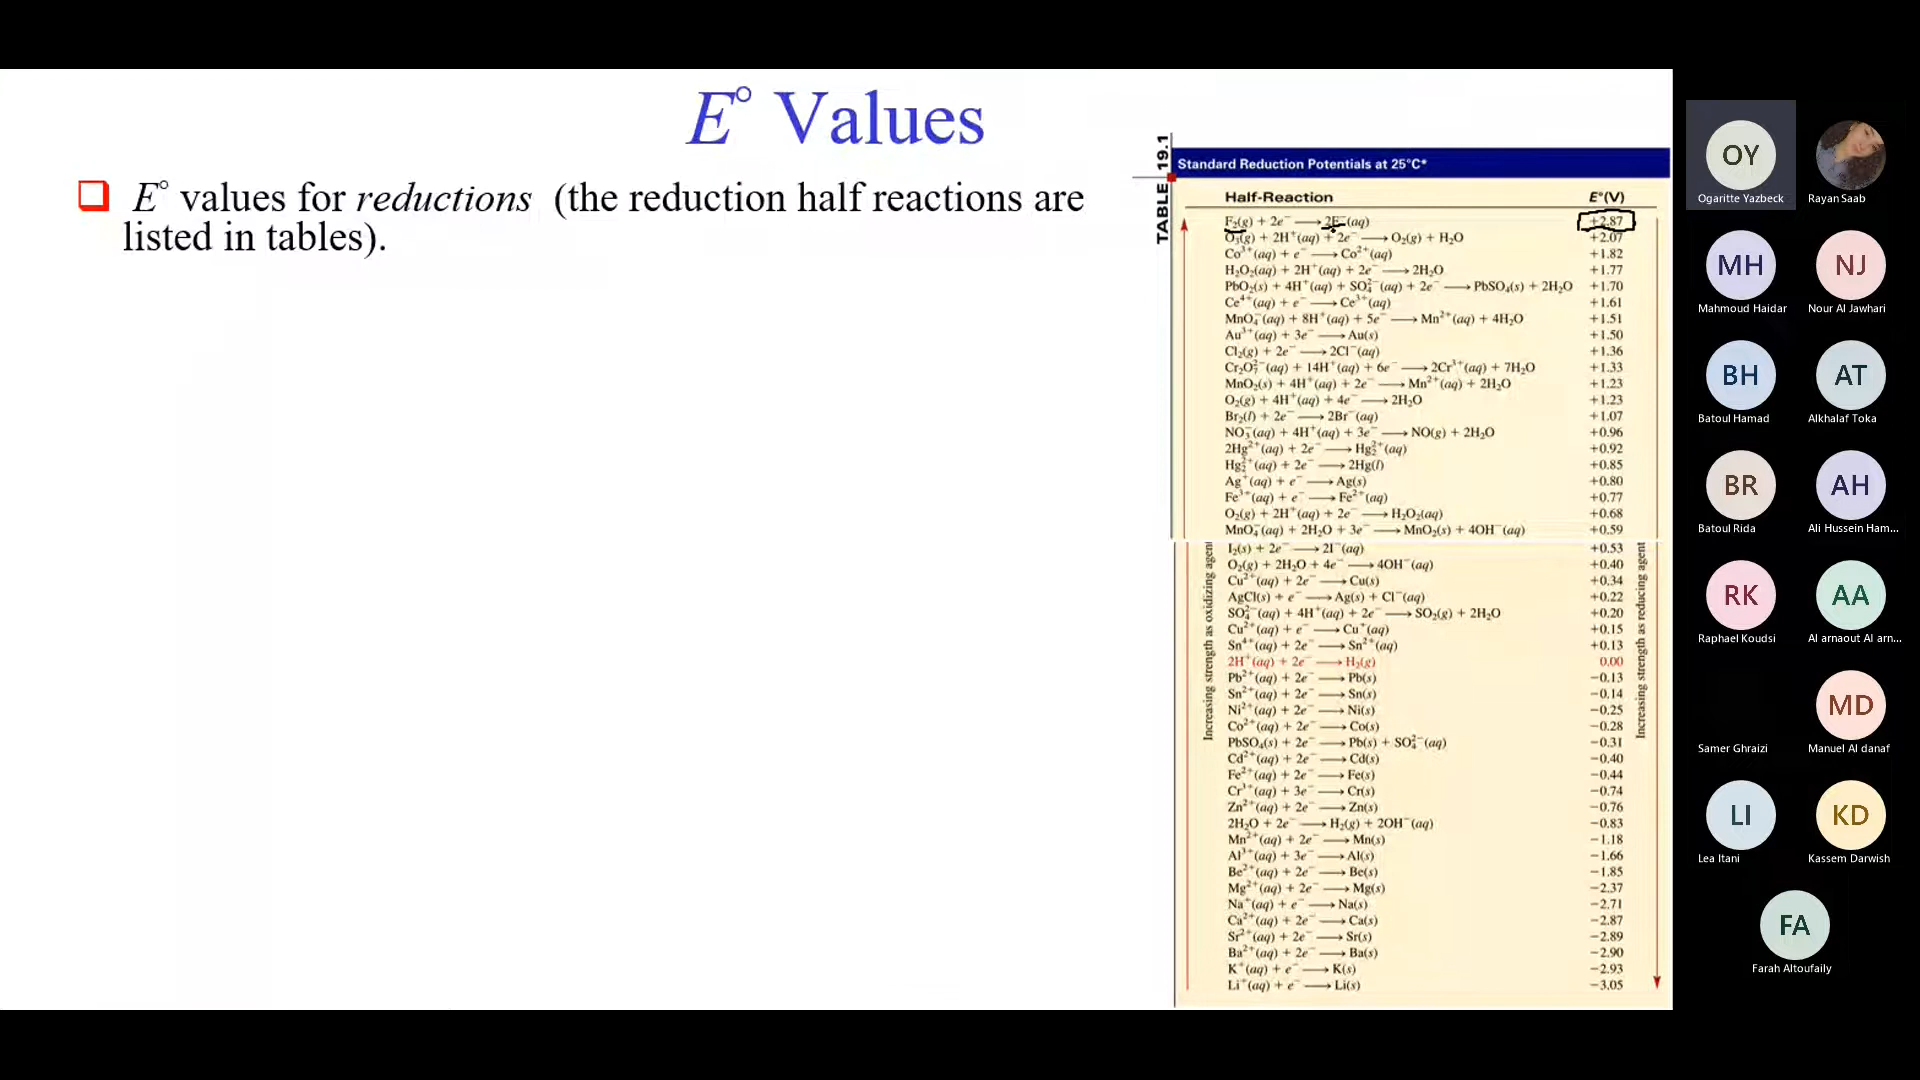 E° Values
E° values for reductions (the reduction half reactions are
listed in tables).
TABLE 19.1
Standard Reduction Potentials at 25°C*
Half-Reaction E°(V)
F₂(g) + 2e⁻ ⟶ 2F⁻(aq) +2.87
O₃(g) + 2H⁺(aq) + 2e⁻ ⟶ O₂(g) + H₂O +2.07
Co³⁺(aq) + e⁻ ⟶ Co²⁺(aq) +1.82
H₂O₂(aq) + 2H⁺(aq) + 2e⁻ ⟶ 2H₂O +1.77
PbO₂(s) + 4H⁺(aq) + SO₄²⁻(aq) + 2e⁻ ⟶ PbSO₄(s) + 2H₂O +1.70
Ce⁴⁺(aq) + e⁻ ⟶ Ce³⁺(aq) +1.61
MnO₄⁻(aq) + 8H⁺(aq) + 5e⁻ ⟶ Mn²⁺(aq) + 4H₂O +1.51
Au³⁺(aq) + 3e⁻ ⟶ Au(s) +1.50
Cl₂(g) + 2e⁻ ⟶ 2Cl⁻(aq) +1.36
Cr₂O₇²⁻(aq) + 14H⁺(aq) + 6e⁻ ⟶ 2Cr³⁺(aq) + 7H₂O +1.33
MnO₂(s) + 4H⁺(aq) + 2e⁻ ⟶ Mn²⁺(aq) + 2H₂O +1.23
O₂(g) + 4H⁺(aq) + 4e⁻ ⟶ 2H₂O +1.23
Br₂(l) + 2e⁻ ⟶ 2Br⁻(aq) +1.07
NO₃⁻(aq) + 4H⁺(aq) + 3e⁻ ⟶ NO(g) + 2H₂O +0.96
2Hg²⁺(aq) + 2e⁻ ⟶ Hg₂²⁺(aq) +0.92
Hg₂²⁺(aq) + 2e⁻ ⟶ 2Hg(l) +0.85
Ag⁺(aq) + e⁻ ⟶ Ag(s) +0.80
Fe³⁺(aq) + e⁻ ⟶ Fe²⁺(aq) +0.77
O₂(g) + 2H⁺(aq) + 2e⁻ ⟶ H₂O₂(aq) +0.68
MnO₄⁻(aq) + 2H₂O + 3e⁻ ⟶ MnO₂(s) + 4OH⁻(aq) +0.59
I₂(s) + 2e⁻ ⟶ 2I⁻(aq) +0.53
O₂(g) + 2H₂O + 4e⁻ ⟶ 4OH⁻(aq) +0.40
Cu²⁺(aq) + 2e⁻ ⟶ Cu(s) +0.34
AgCl(s) + e⁻ ⟶ Ag(s) + Cl⁻(aq) +0.22
SO₄²⁻(aq) + 4H⁺(aq) + 2e⁻ ⟶ SO₂(g) + 2H₂O +0.20
Cu²⁺(aq) + e⁻ ⟶ Cu⁺(aq) +0.15
Sn⁴⁺(aq) + 2e⁻ ⟶ Sn²⁺(aq) +0.13
2H⁺(aq) + 2e⁻ ⟶ H₂(g) 0.00
Pb²⁺(aq) + 2e⁻ ⟶ Pb(s) −0.13
Sn²⁺(aq) + 2e⁻ ⟶ Sn(s) −0.14
Ni²⁺(aq) + 2e⁻ ⟶ Ni(s) −0.25
Co²⁺(aq) + 2e⁻ ⟶ Co(s) −0.28
PbSO₄(s) + 2e⁻ ⟶ Pb(s) + SO₄²⁻(aq) −0.31
Cd²⁺(aq) + 2e⁻ ⟶ Cd(s) −0.40
Fe²⁺(aq) + 2e⁻ ⟶ Fe(s) −0.44
Cr³⁺(aq) + 3e⁻ ⟶ Cr(s) −0.74
Zn²⁺(aq) + 2e⁻ ⟶ Zn(s) −0.76
2H₂O + 2e⁻ ⟶ H₂(g) + 2OH⁻(aq) −0.83
Mn²⁺(aq) + 2e⁻ ⟶ Mn(s) −1.18
Al³⁺(aq) + 3e⁻ ⟶ Al(s) −1.66
Be²⁺(aq) + 2e⁻ ⟶ Be(s) −1.85
Mg²⁺(aq) + 2e⁻ ⟶ Mg(s) −2.37
Na⁺(aq) + e⁻ ⟶ Na(s) −2.71
Ca²⁺(aq) + 2e⁻ ⟶ Ca(s) −2.87
Sr²⁺(aq) + 2e⁻ ⟶ Sr(s) −2.89
Ba²⁺(aq) + 2e⁻ ⟶ Ba(s) −2.90
K⁺(aq) + e⁻ ⟶ K(s) −2.93
Li⁺(aq) + e⁻ ⟶ Li(s) −3.05
Increasing strength as oxidizing agent
Increasing strength as reducing agent
OY
Ogaritte Yazbeck
Rayan Saab
MH
Mahmoud Haidar
NJ
Nour Al Jawhari
BH
Batoul Hamad
AT
Alkhalaf Toka
BR
Batoul Rida
AH
Ali Hussein Ham...
RK
Raphael Koudsi
AA
Al arnaout Al arn...
Samer Ghraizi
MD
Manuel Al danaf
LI
Lea Itani
KD
Kassem Darwish
FA
Farah Altoufaily